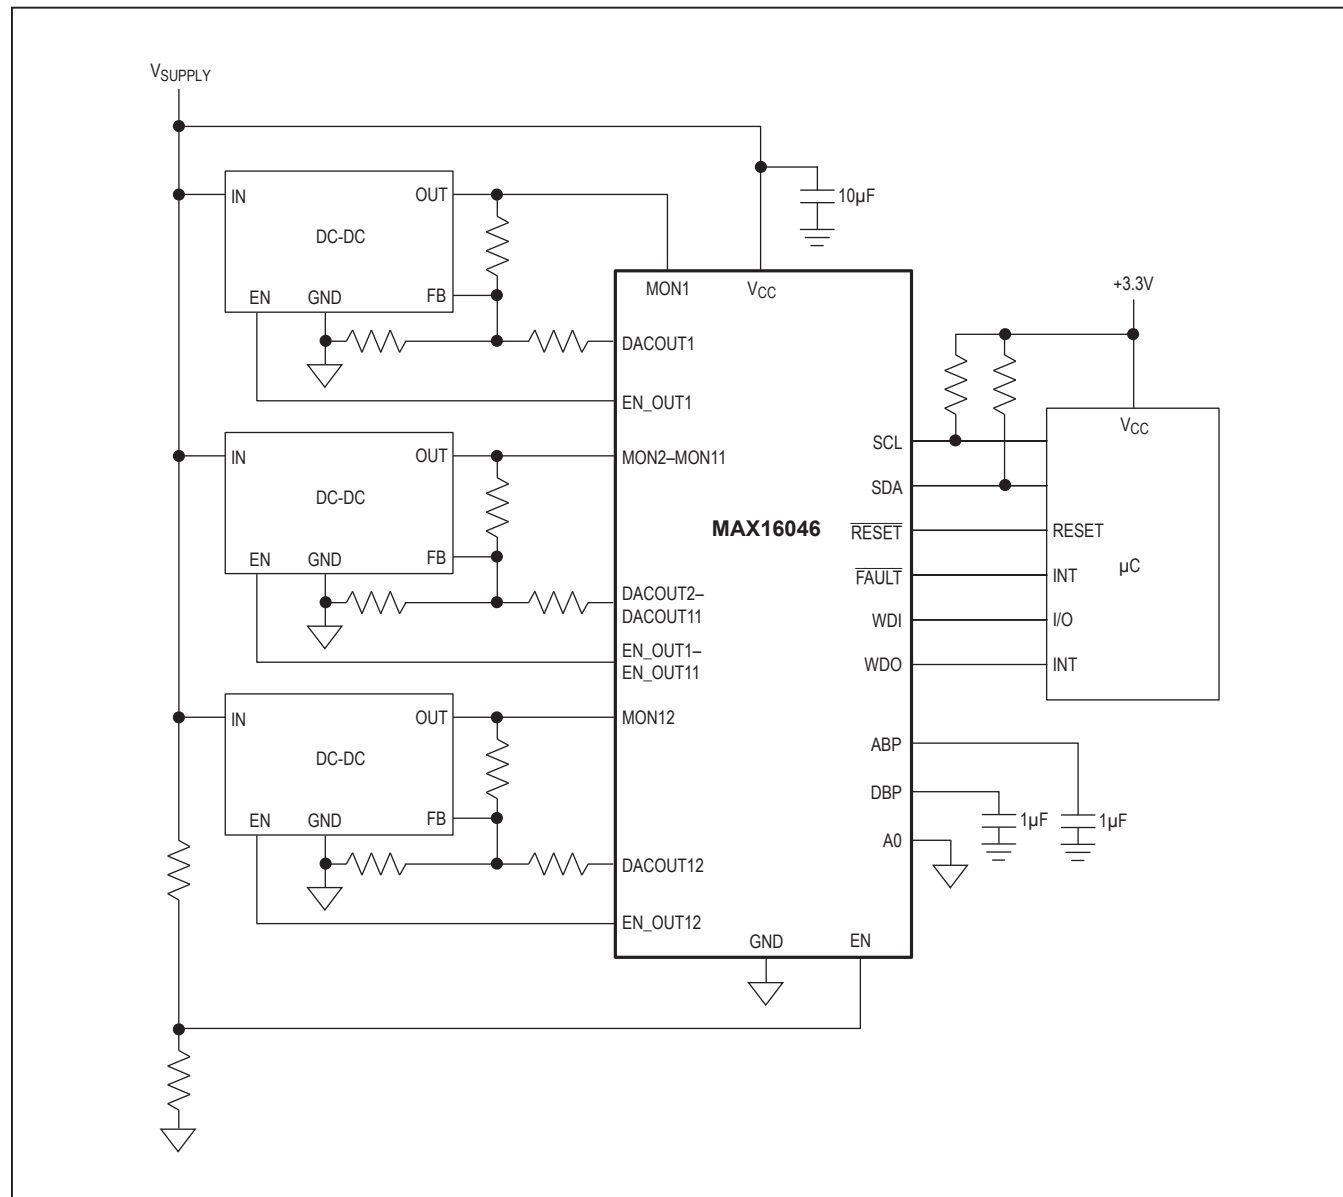 VSUPPLY
IN
OUT
DC-DC
EN
GND
FB
10µF
MON1
VCC
DACOUT1
EN_OUT1
+3.3V
VCC
IN
OUT
DC-DC
EN
GND
FB
MON2–MON11
DACOUT2–
DACOUT11
EN_OUT1–
EN_OUT11
MAX16046
SCL
SDA
RESET
FAULT
WDI
WDO
RESET
INT
µC
I/O
INT
IN
OUT
DC-DC
EN
GND
FB
MON12
DACOUT12
EN_OUT12
ABP
DBP
A0
1µF
1µF
GND
EN